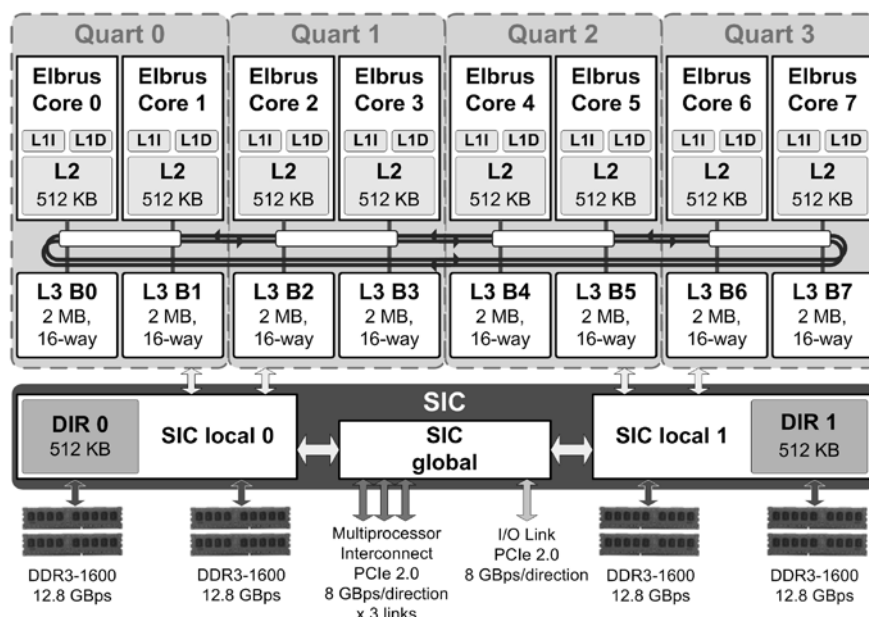 Quart 0
Quart 1
Quart 2
Quart 3
Elbrus
Core 0
Elbrus
Core 1
Elbrus
Core 2
Elbrus
Core 3
Elbrus
Core 4
Elbrus
Core 5
Elbrus
Core 6
Elbrus
Core 7
L1I L1D
L1I L1D
L1I L1D
L1I L1D
L1I L1D
L1I L1D
L1I L1D
L1I L1D
L2
512 KB
L2
512 KB
L2
512 KB
L2
512 KB
L2
512 KB
L2
512 KB
L2
512 KB
L2
512 KB
L3 B0
2 MB,
16-way
L3 B1
2 MB,
16-way
L3 B2
2 MB,
16-way
L3 B3
2 MB,
16-way
L3 B4
2 MB,
16-way
L3 B5
2 MB,
16-way
L3 B6
2 MB,
16-way
L3 B7
2 MB,
16-way
SIC
DIR 0
512 KB
SIC local 0
SIC
global
SIC local 1
DIR 1
512 KB
DDR3-1600
12.8 GBps
DDR3-1600
12.8 GBps
Multiprocessor
Interconnect
PCIe 2.0
8 GBps/direction
x 3 links
I/O Link
PCIe 2.0
8 GBps/direction
DDR3-1600
12.8 GBps
DDR3-1600
12.8 GBps